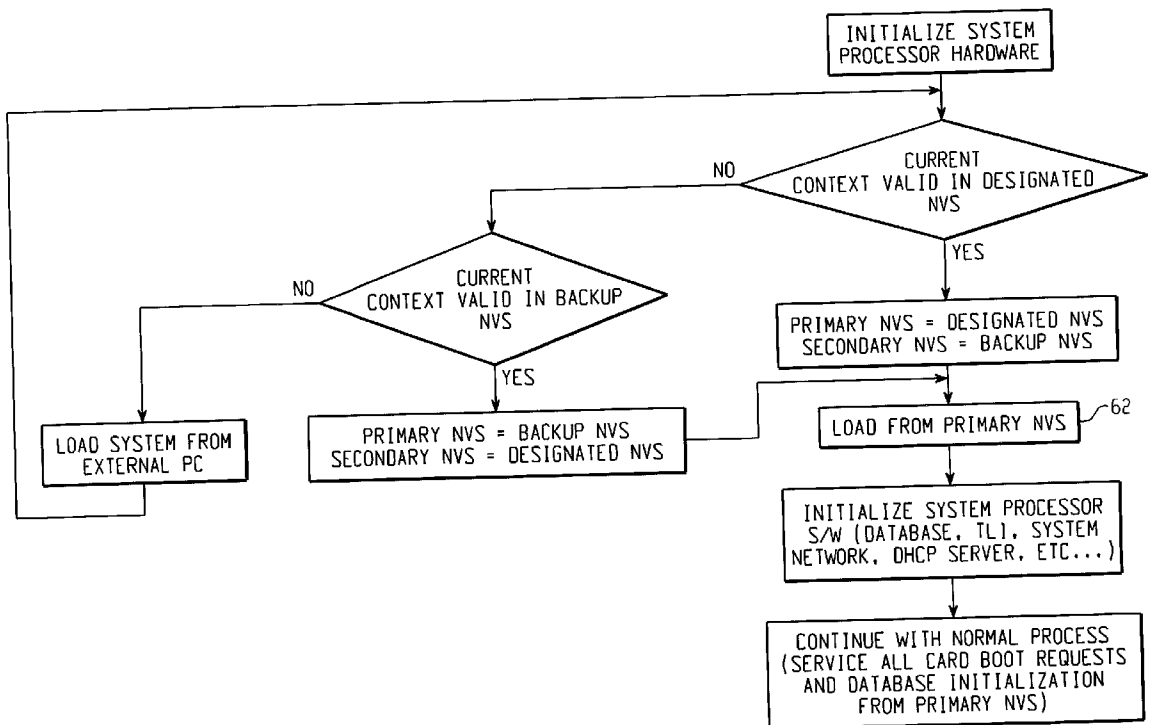 INITIALIZE SYSTEM
PROCESSOR HARDWARE
CURRENT
CONTEXT VALID IN DESIGNATED
NVS
NO
YES
CURRENT
CONTEXT VALID IN BACKUP
NVS
NO
YES
PRIMARY NVS = DESIGNATED NVS
SECONDARY NVS = BACKUP NVS
LOAD SYSTEM FROM
EXTERNAL PC
PRIMARY NVS = BACKUP NVS
SECONDARY NVS = DESIGNATED NVS
LOAD FROM PRIMARY NVS
62
INITIALIZE SYSTEM PROCESSOR
S/W (DATABASE, TL1, SYSTEM
NETWORK, DHCP SERVER, ETC...)
CONTINUE WITH NORMAL PROCESS
(SERVICE ALL CARD BOOT REQUESTS
AND DATABASE INITIALIZATION
FROM PRIMARY NVS)